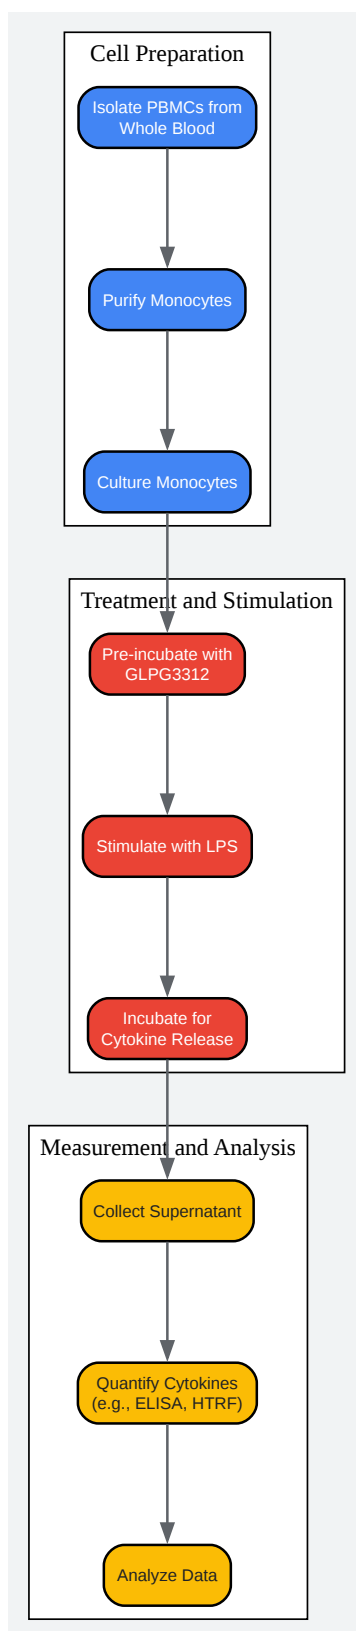 Cell Preparation
Isolate PBMCs from
Whole Blood
Purify Monocytes
Culture Monocytes
Treatment and Stimulation
Pre-incubate with
GLPG3312
Stimulate with LPS
Incubate for
Cytokine Release
Measurement and Analysis
Collect Supernatant
Quantify Cytokines
(e.g., ELISA, HTRF)
Analyze Data